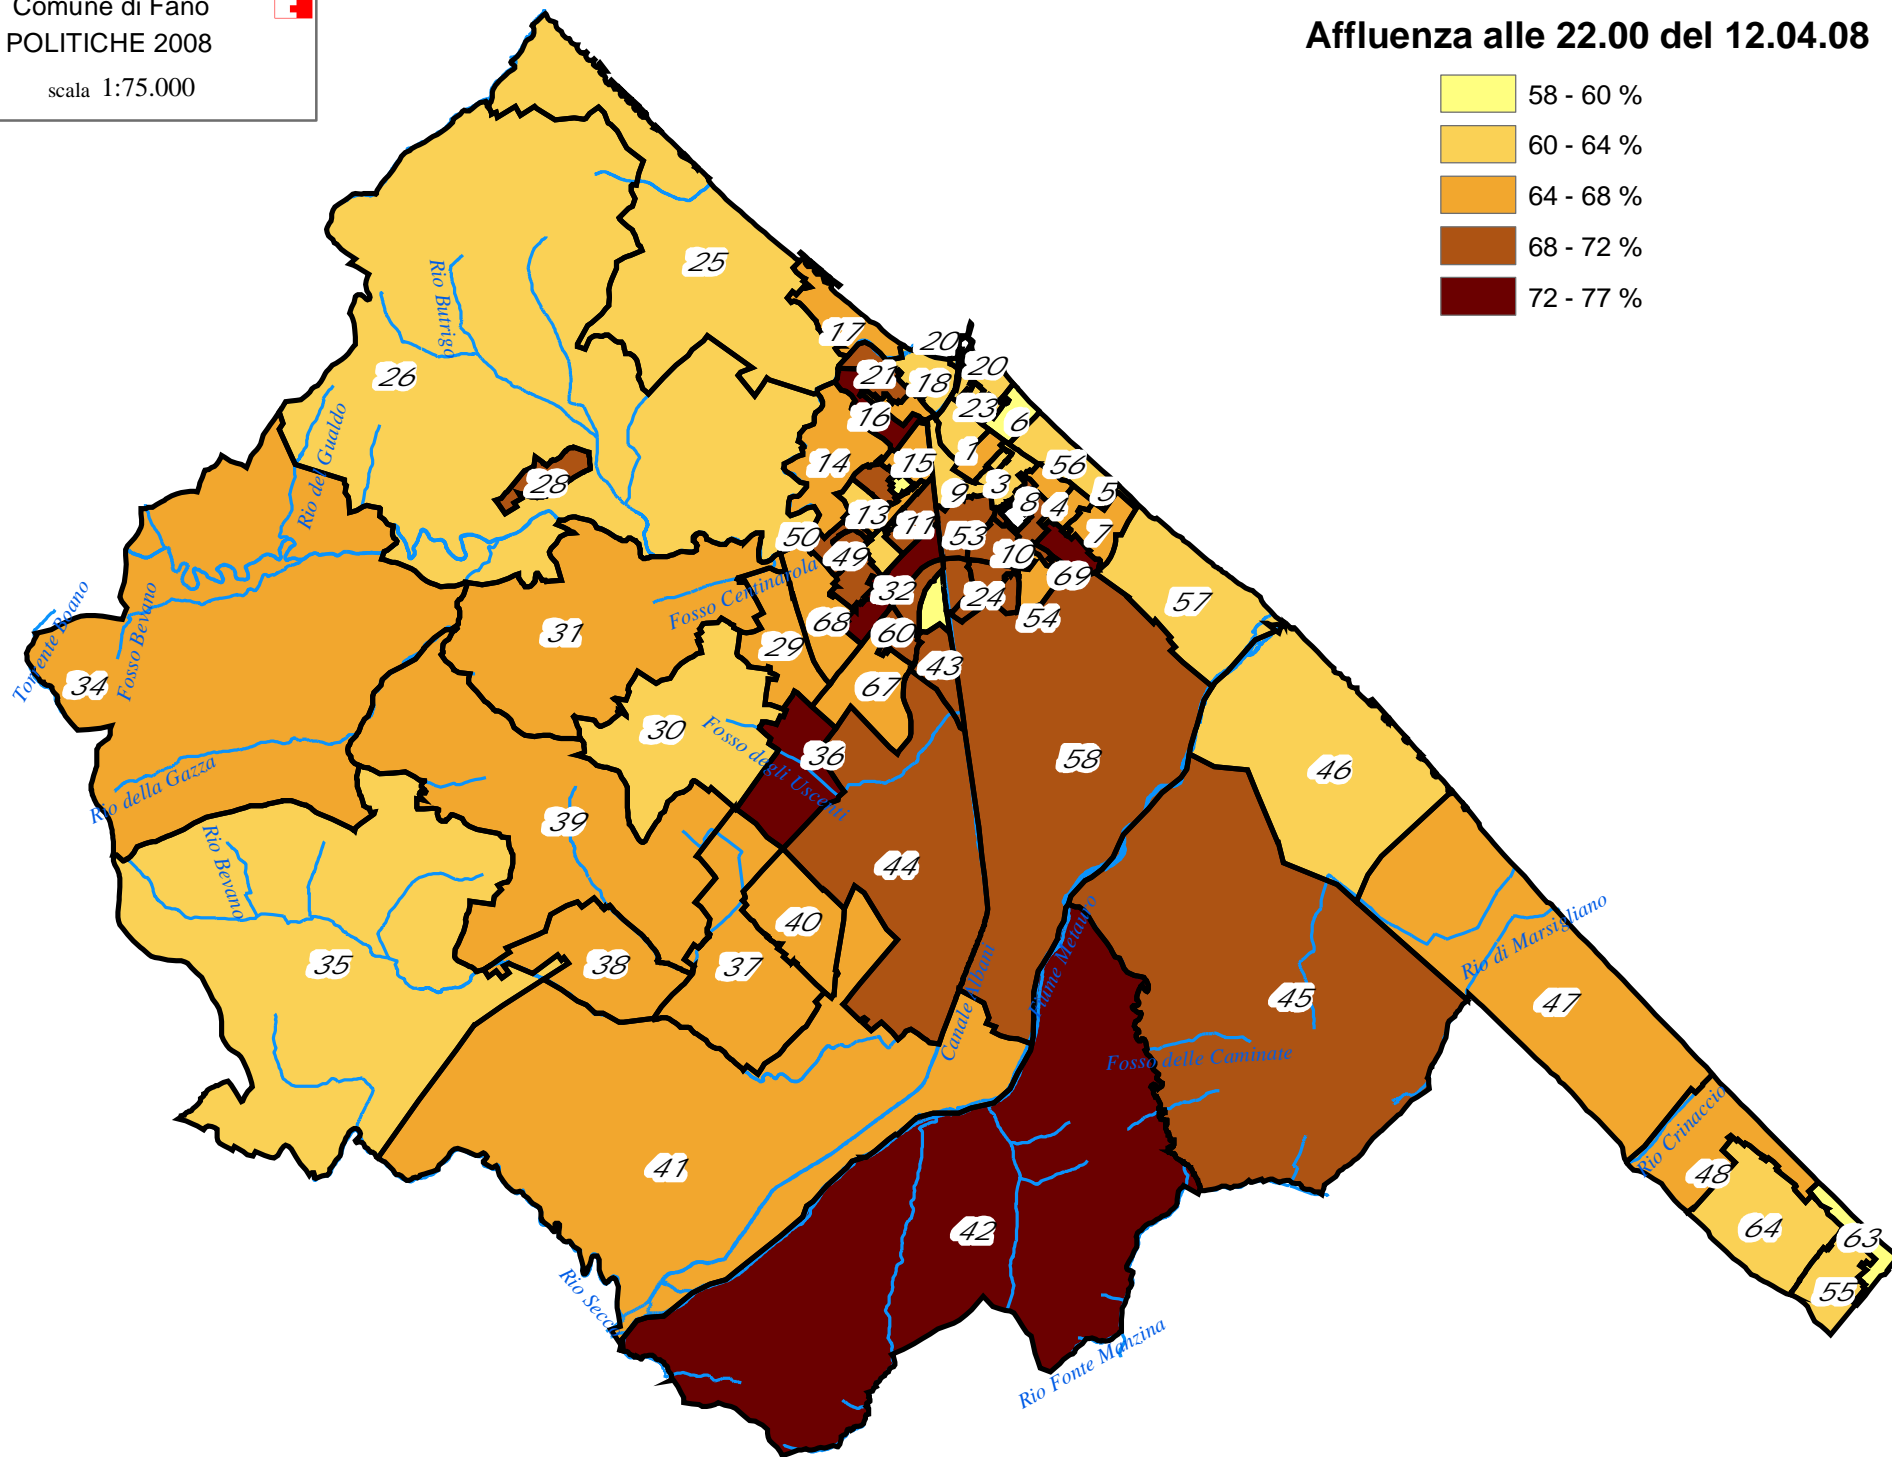 Comune di Fano
POLITICHE 2008
scala 1:75.000
Affluenza alle 22.00 del 12.04.08
58 - 60 %
60 - 64 %
64 - 68 %
68 - 72 %
72 - 77 %
25
17
20
20
21
18
26
Rio Butrigo
16
23
6
1
Rio del Gualdo
14
15
56
28
9
3
5
8
4
13
11
50
53
7
49
10
Fosso Centinarola
69
32
24
57
Torrente Boano
Fosso Bevano
31
68
60
54
29
43
34
67
30
Fosso degli Uscenti
36
58
46
Rio della Gazza
39
Rio Bevano
44
40
Fiume Metauro
Rio di Marsigliano
35
38
37
Canale Albani
45
47
Fosso delle Caminate
Rio Crinaccio
41
48
42
64
63
Rio Secco
55
Rio Fonte Manzina